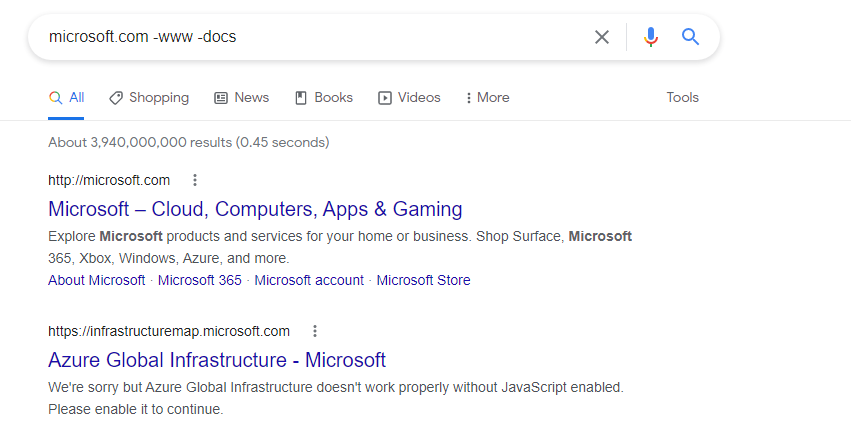 microsoft.com -www -docs
All Shopping News Books Videos More Tools
About 3,940,000,000 results (0.45 seconds)
http://microsoft.com
Microsoft – Cloud, Computers, Apps & Gaming
Explore Microsoft products and services for your home or business. Shop Surface, Microsoft
365, Xbox, Windows, Azure, and more.
About Microsoft · Microsoft 365 · Microsoft account · Microsoft Store
https://infrastructuremap.microsoft.com
Azure Global Infrastructure - Microsoft
We're sorry but Azure Global Infrastructure doesn't work properly without JavaScript enabled.
Please enable it to continue.